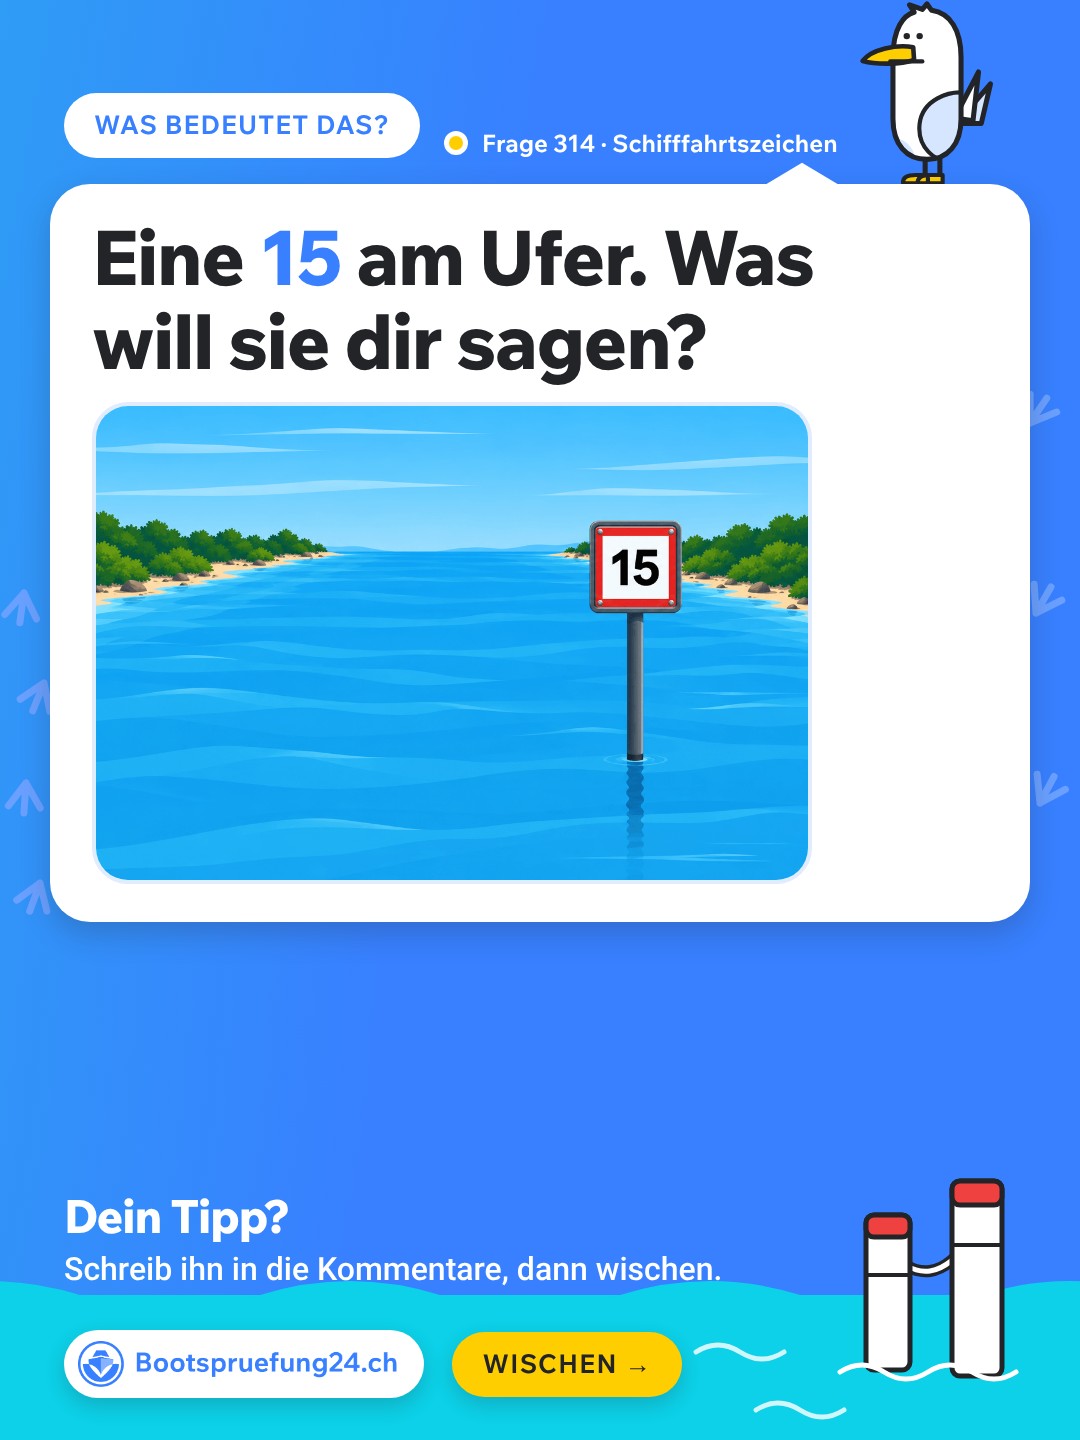 WAS BEDEUTET DAS?
Frage 314 · Schifffahrtszeichen
Eine 15 am Ufer. Was
will sie dir sagen?
15
Dein Tipp?
Schreib ihn in die Kommentare, dann wischen.
Bootspruefung24.ch
WISCHEN →